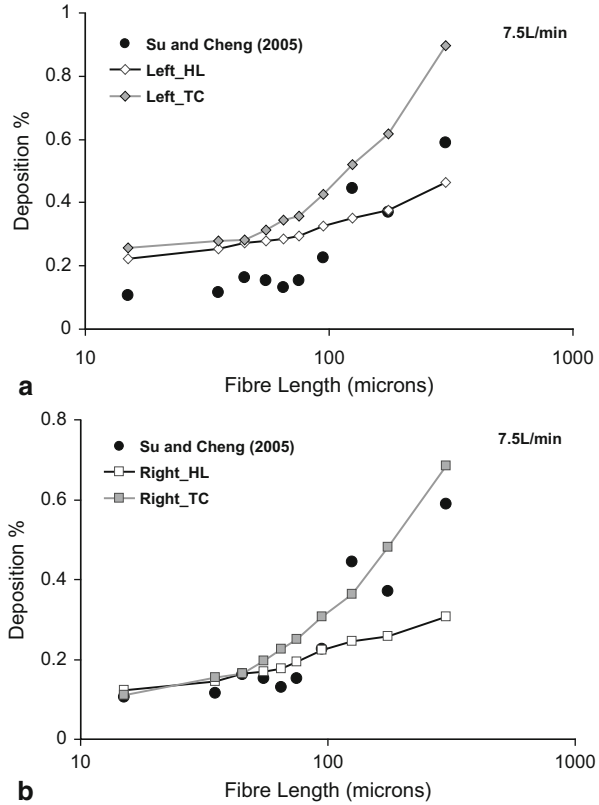 1
7.5L/min
Su and Cheng (2005)
Left_HL
Left_TC
0.8
0.6
0.4
0.2
0
Deposition %
10
100
1000
Fibre Length (microns)
a
0.8
7.5L/min
Su and Cheng (2005)
Right_HL
Right_TC
0.6
0.4
0.2
0
Deposition %
10
100
1000
Fibre Length (microns)
b